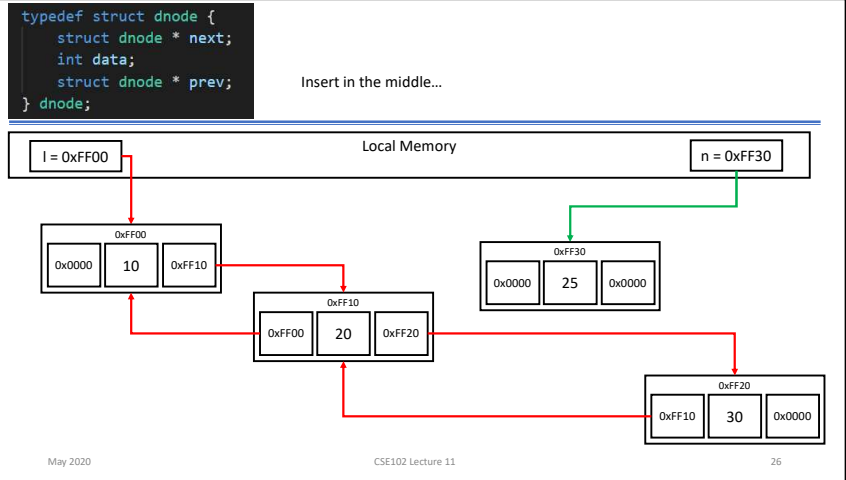 typedef struct dnode {
struct dnode * next;
int data;
struct dnode * prev;
} dnode;
Insert in the middle…
Local Memory
l = 0xFF00
n = 0xFF30
0xFF00
0x0000 10 0xFF10
0xFF30
0x0000 25 0x0000
0xFF10
0xFF00 20 0xFF20
0xFF20
0xFF10 30 0x0000
May 2020 CSE102 Lecture 11 26